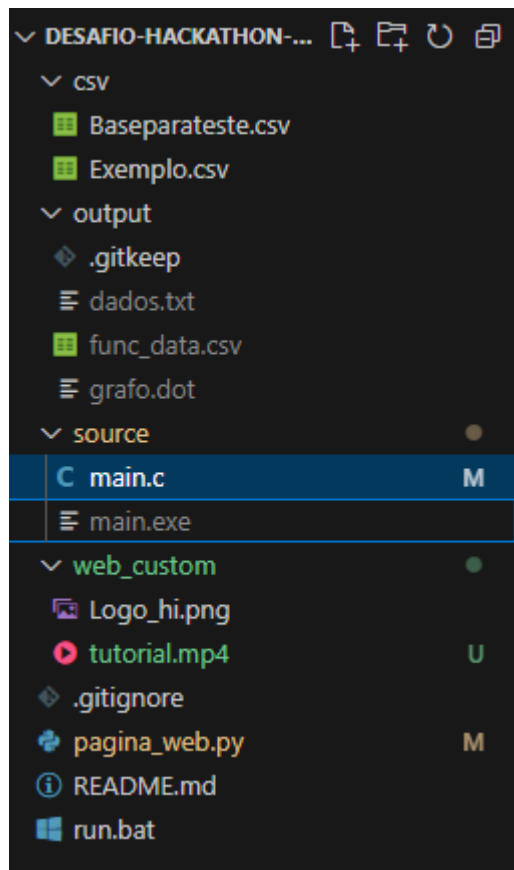 DESAFIO-HACKATHON-...
csv
Baseparateste.csv
Exemplo.csv
output
.gitkeep
dados.txt
func_data.csv
grafo.dot
source
C main.c M
main.exe
web_custom
Logo_hi.png
tutorial.mp4 U
.gitignore
pagina_web.py M
README.md
run.bat